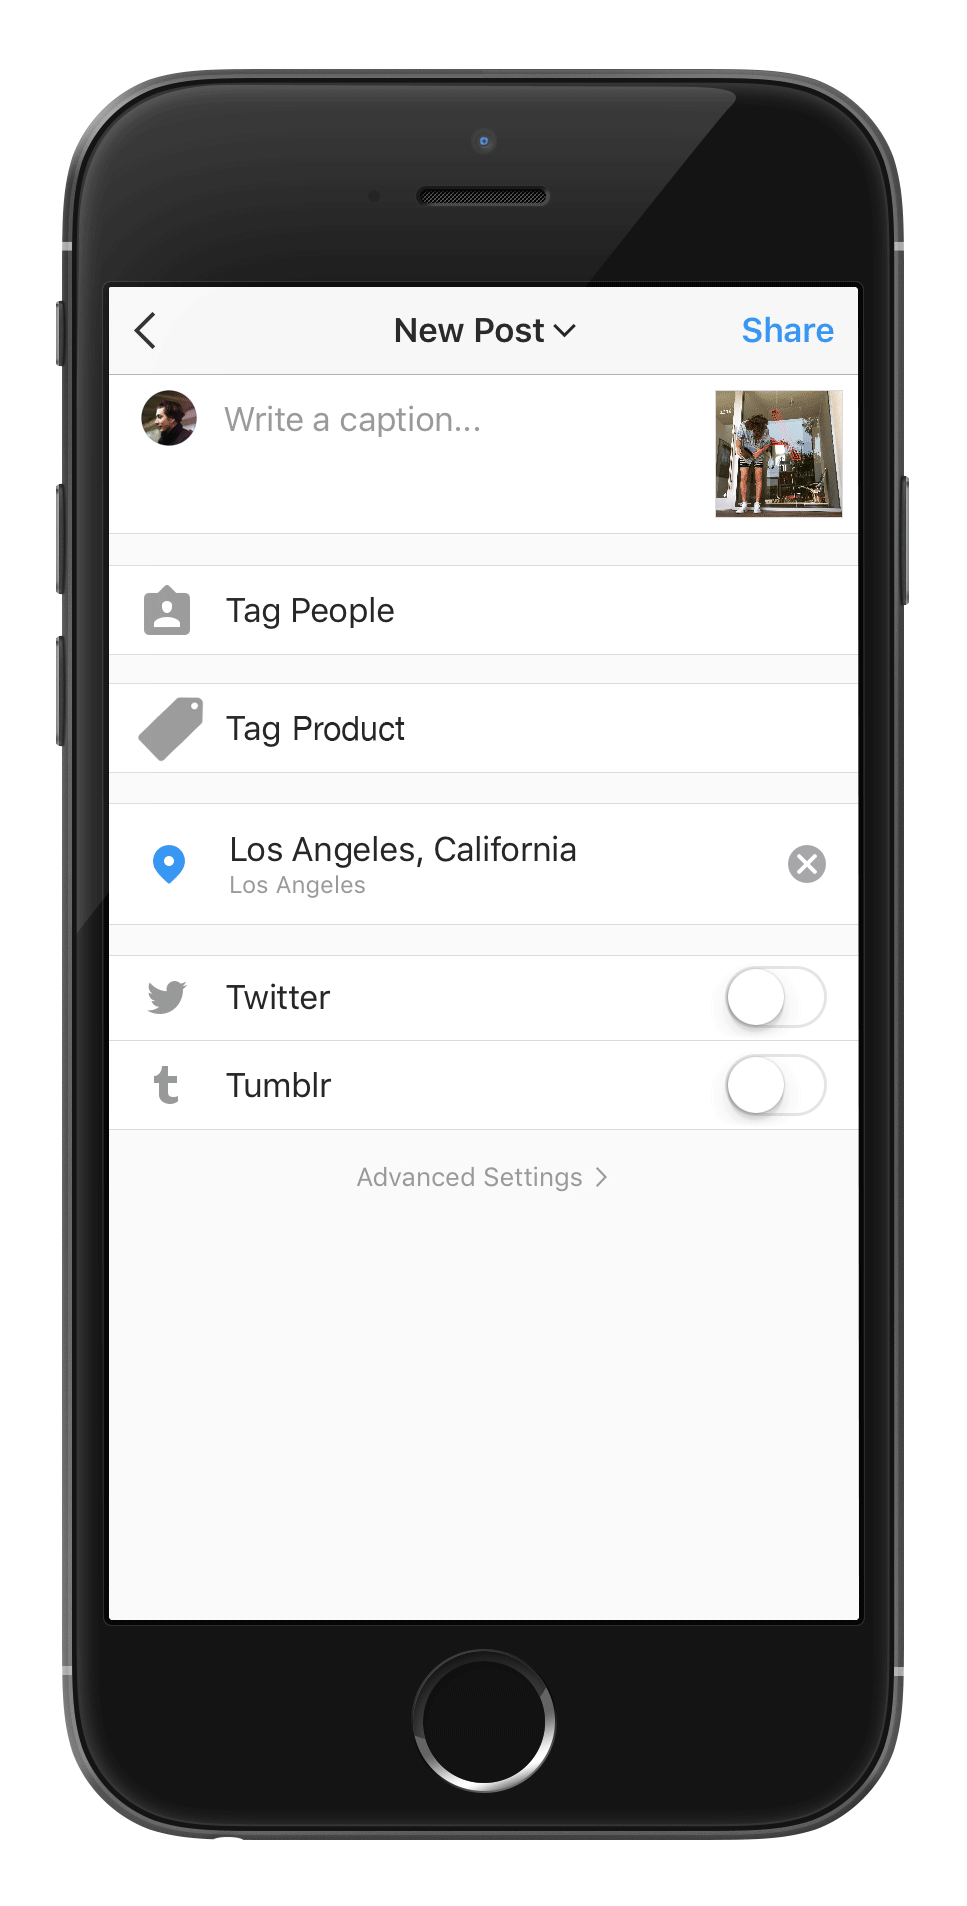 New Post
Share
Write a caption...
Tag People
Tag Product
Los Angeles, California
Los Angeles
Twitter
Tumblr
Advanced Settings